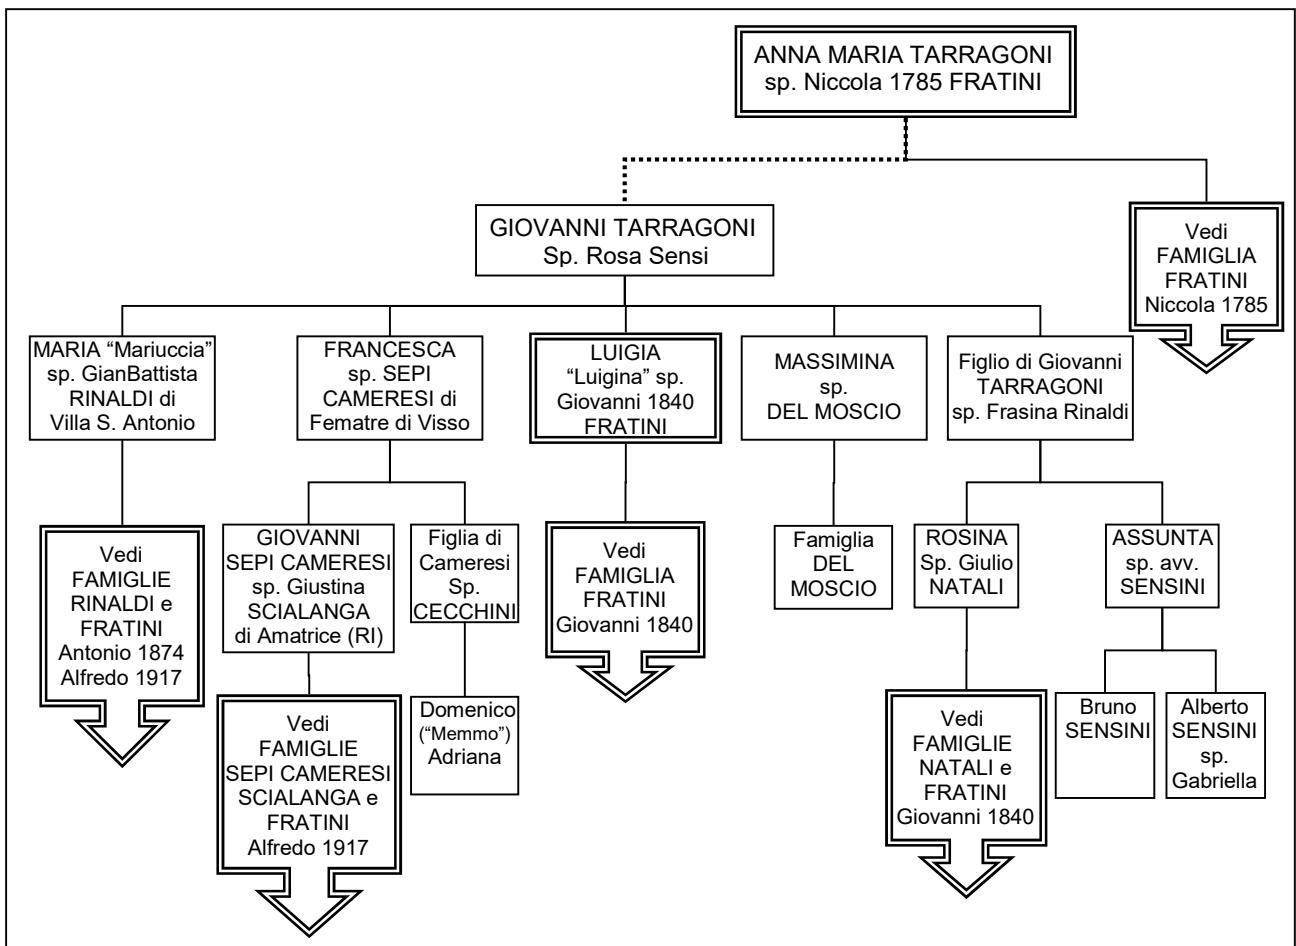 ANNA MARIA TARRAGONI
sp. Niccola 1785 FRATINI
GIOVANNI TARRAGONI
Sp. Rosa Sensi
Vedi
FAMIGLIA
FRATINI
Niccola 1785
MARIA “Mariuccia”
sp. GianBattista
RINALDI di
Villa S. Antonio
FRANCESCA
sp. SEPI
CAMERESI di
Fematre di Visso
LUIGIA
“Luigina” sp.
Giovanni 1840
FRATINI
MASSIMINA
sp.
DEL MOSCIO
Figlio di Giovanni
TARRAGONI
sp. Frasina Rinaldi
Vedi
FAMIGLIE
RINALDI e
FRATINI
Antonio 1874
Alfredo 1917
GIOVANNI
SEPI CAMERESI
sp. Giustina
SCIALANGA
di Amatrice (RI)
Figlia di
Cameresi
Sp.
CECCHINI
Vedi
FAMIGLIA
FRATINI
Giovanni 1840
Famiglia
DEL
MOSCIO
ROSINA
Sp. Giulio
NATALI
ASSUNTA
sp. avv.
SENSINI
Vedi
FAMIGLIE
SEPI CAMERESI
SCIALANGA e
FRATINI
Alfredo 1917
Domenico
(“Memmo”)
Adriana
Vedi
FAMIGLIE
NATALI e
FRATINI
Giovanni 1840
Bruno
SENSINI
Alberto
SENSINI
sp.
Gabriella